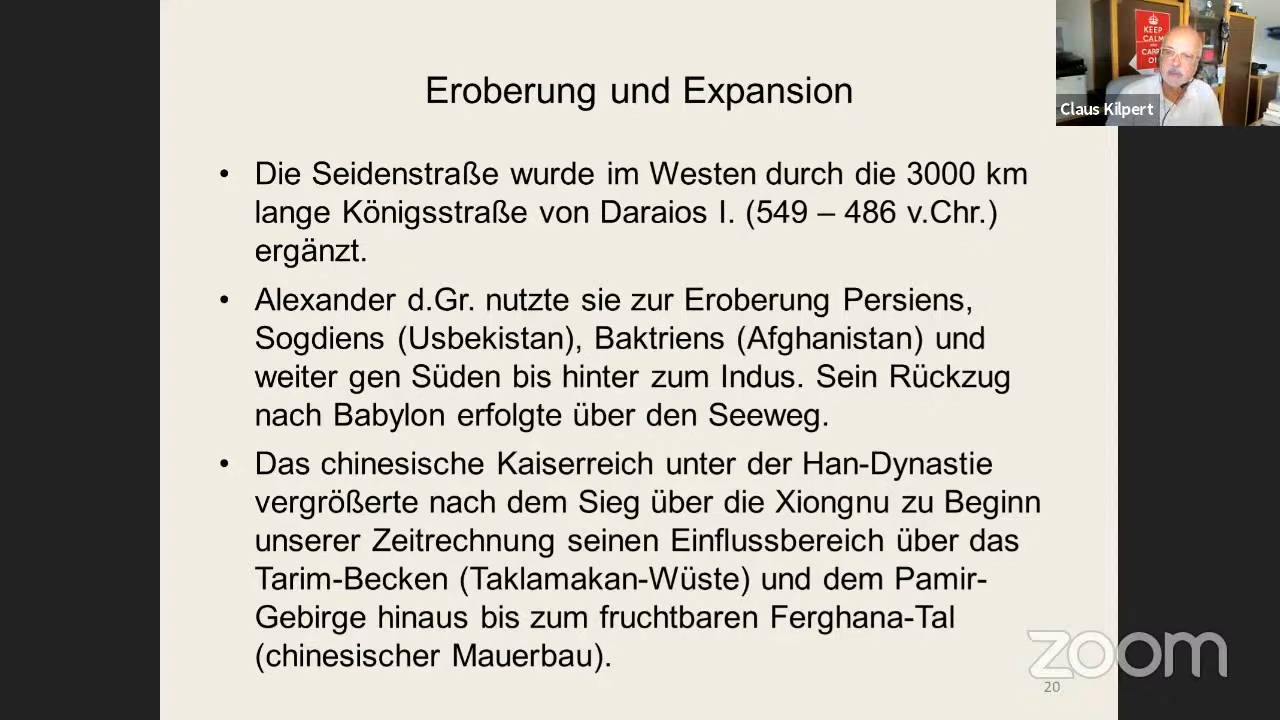 Eroberung und Expansion
KEEP
CALM
AND
CARRY
Claus Kilpert
• Die Seidenstraße wurde im Westen durch die 3000 km
lange Königsstraße von Daraios I. (549 – 486 v.Chr.)
ergänzt.
• Alexander d.Gr. nutzte sie zur Eroberung Persiens,
Sogdiens (Usbekistan), Baktriens (Afghanistan) und
weiter gen Süden bis hinter zum Indus. Sein Rückzug
nach Babylon erfolgte über den Seeweg.
• Das chinesische Kaiserreich unter der Han-Dynastie
vergrößerte nach dem Sieg über die Xiongnu zu Beginn
unserer Zeitrechnung seinen Einflussbereich über das
Tarim-Becken (Taklamakan-Wüste) und dem Pamir-
Gebirge hinaus bis zum fruchtbaren Ferghana-Tal
(chinesischer Mauerbau).
zoom
20